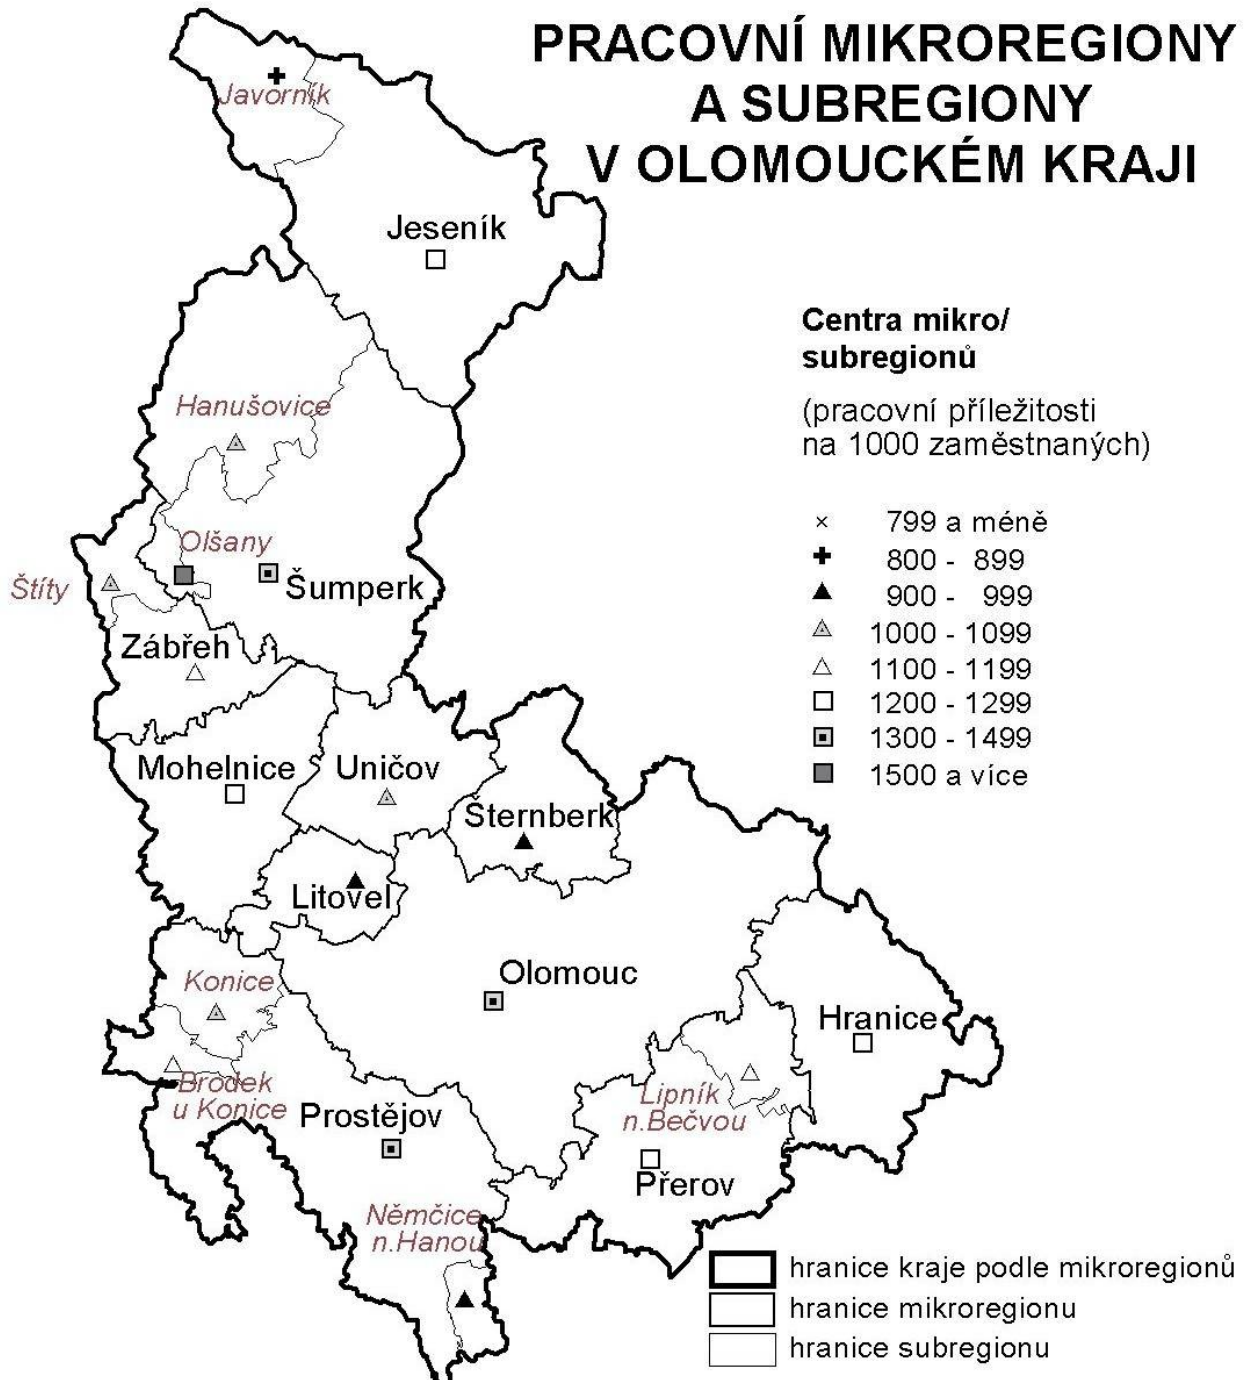 PRACOVNÍ MIKROREGIONY
A SUBREGIONY
V OLOMOUCKÉM KRAJI
Javorník
Jeseník
Centra mikro/
subregionů
(pracovní příležitosti
na 1000 zaměstnaných)
Hanušovice
799 a méně
Olšany
800 - 899
Štíty
Šumperk
900 - 999
1000 - 1099
Zábřeh
1100 - 1199
1200 - 1299
1300 - 1499
Mohelnice
Uničov
1500 a více
Šternberk
Litovel
Konice
Olomouc
Hranice
Brodek
u Konice
Lipník
n.Bečvou
Prostějov
Přerov
Němčice
n.Hanou
hranice kraje podle mikroregionů
hranice mikroregionu
hranice subregionu